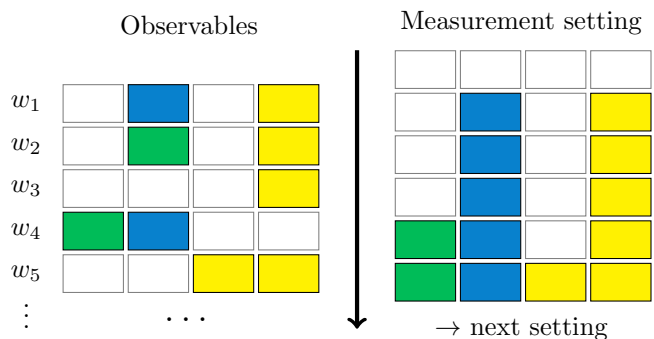 Observables
Measurement setting
w₁
w₂
w₃
w₄
w₅
⋮
...
→ next setting